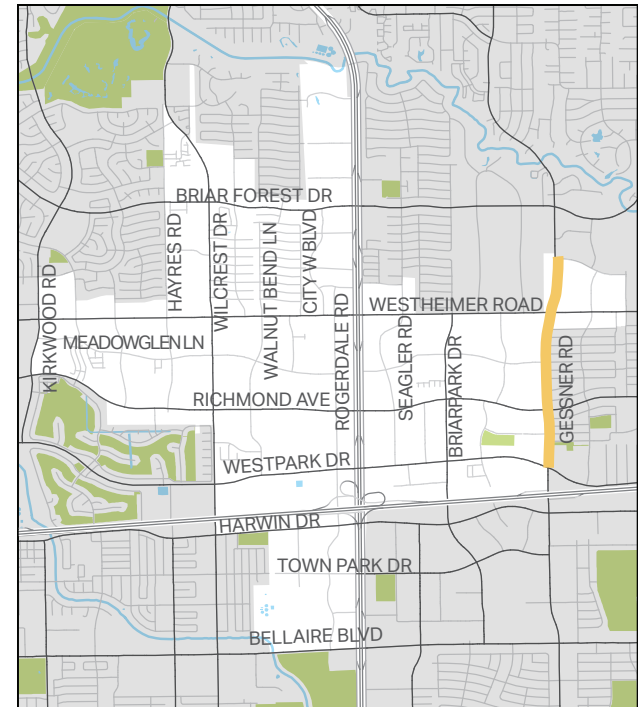 BRIAR FOREST DR
HAYRES RD
WILCREST DR
WALNUT BEND LN
CITY W BLVD
KIRKWOOD RD
WESTHEIMER ROAD
ROGERDALE RD
SEAGLER RD
BRIARPARK DR
GESSNER RD
MEADOWGLEN LN
RICHMOND AVE
WESTPARK DR
HARWIN DR
TOWN PARK DR
BELLAIRE BLVD